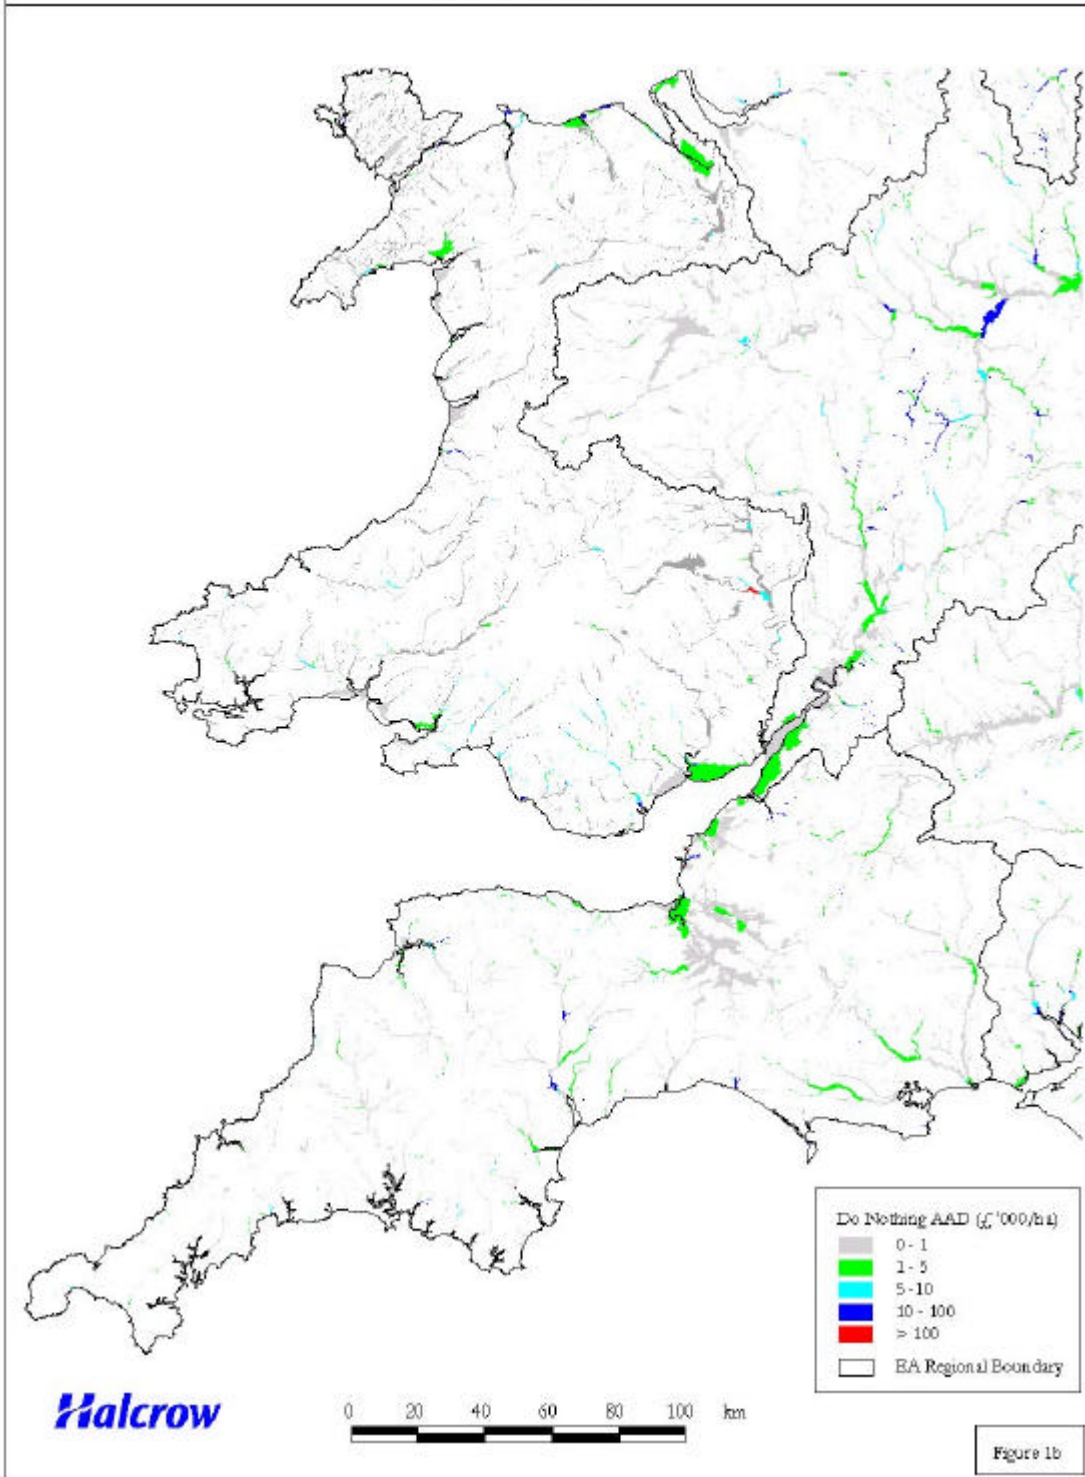 Do Nothing AAD (£ '000/ha)
0 - 1
1 - 5
5 - 10
10 - 100
> 100
EA Regional Boundary
Halcrow
0 20 40 60 80 100 km
Figure 1b